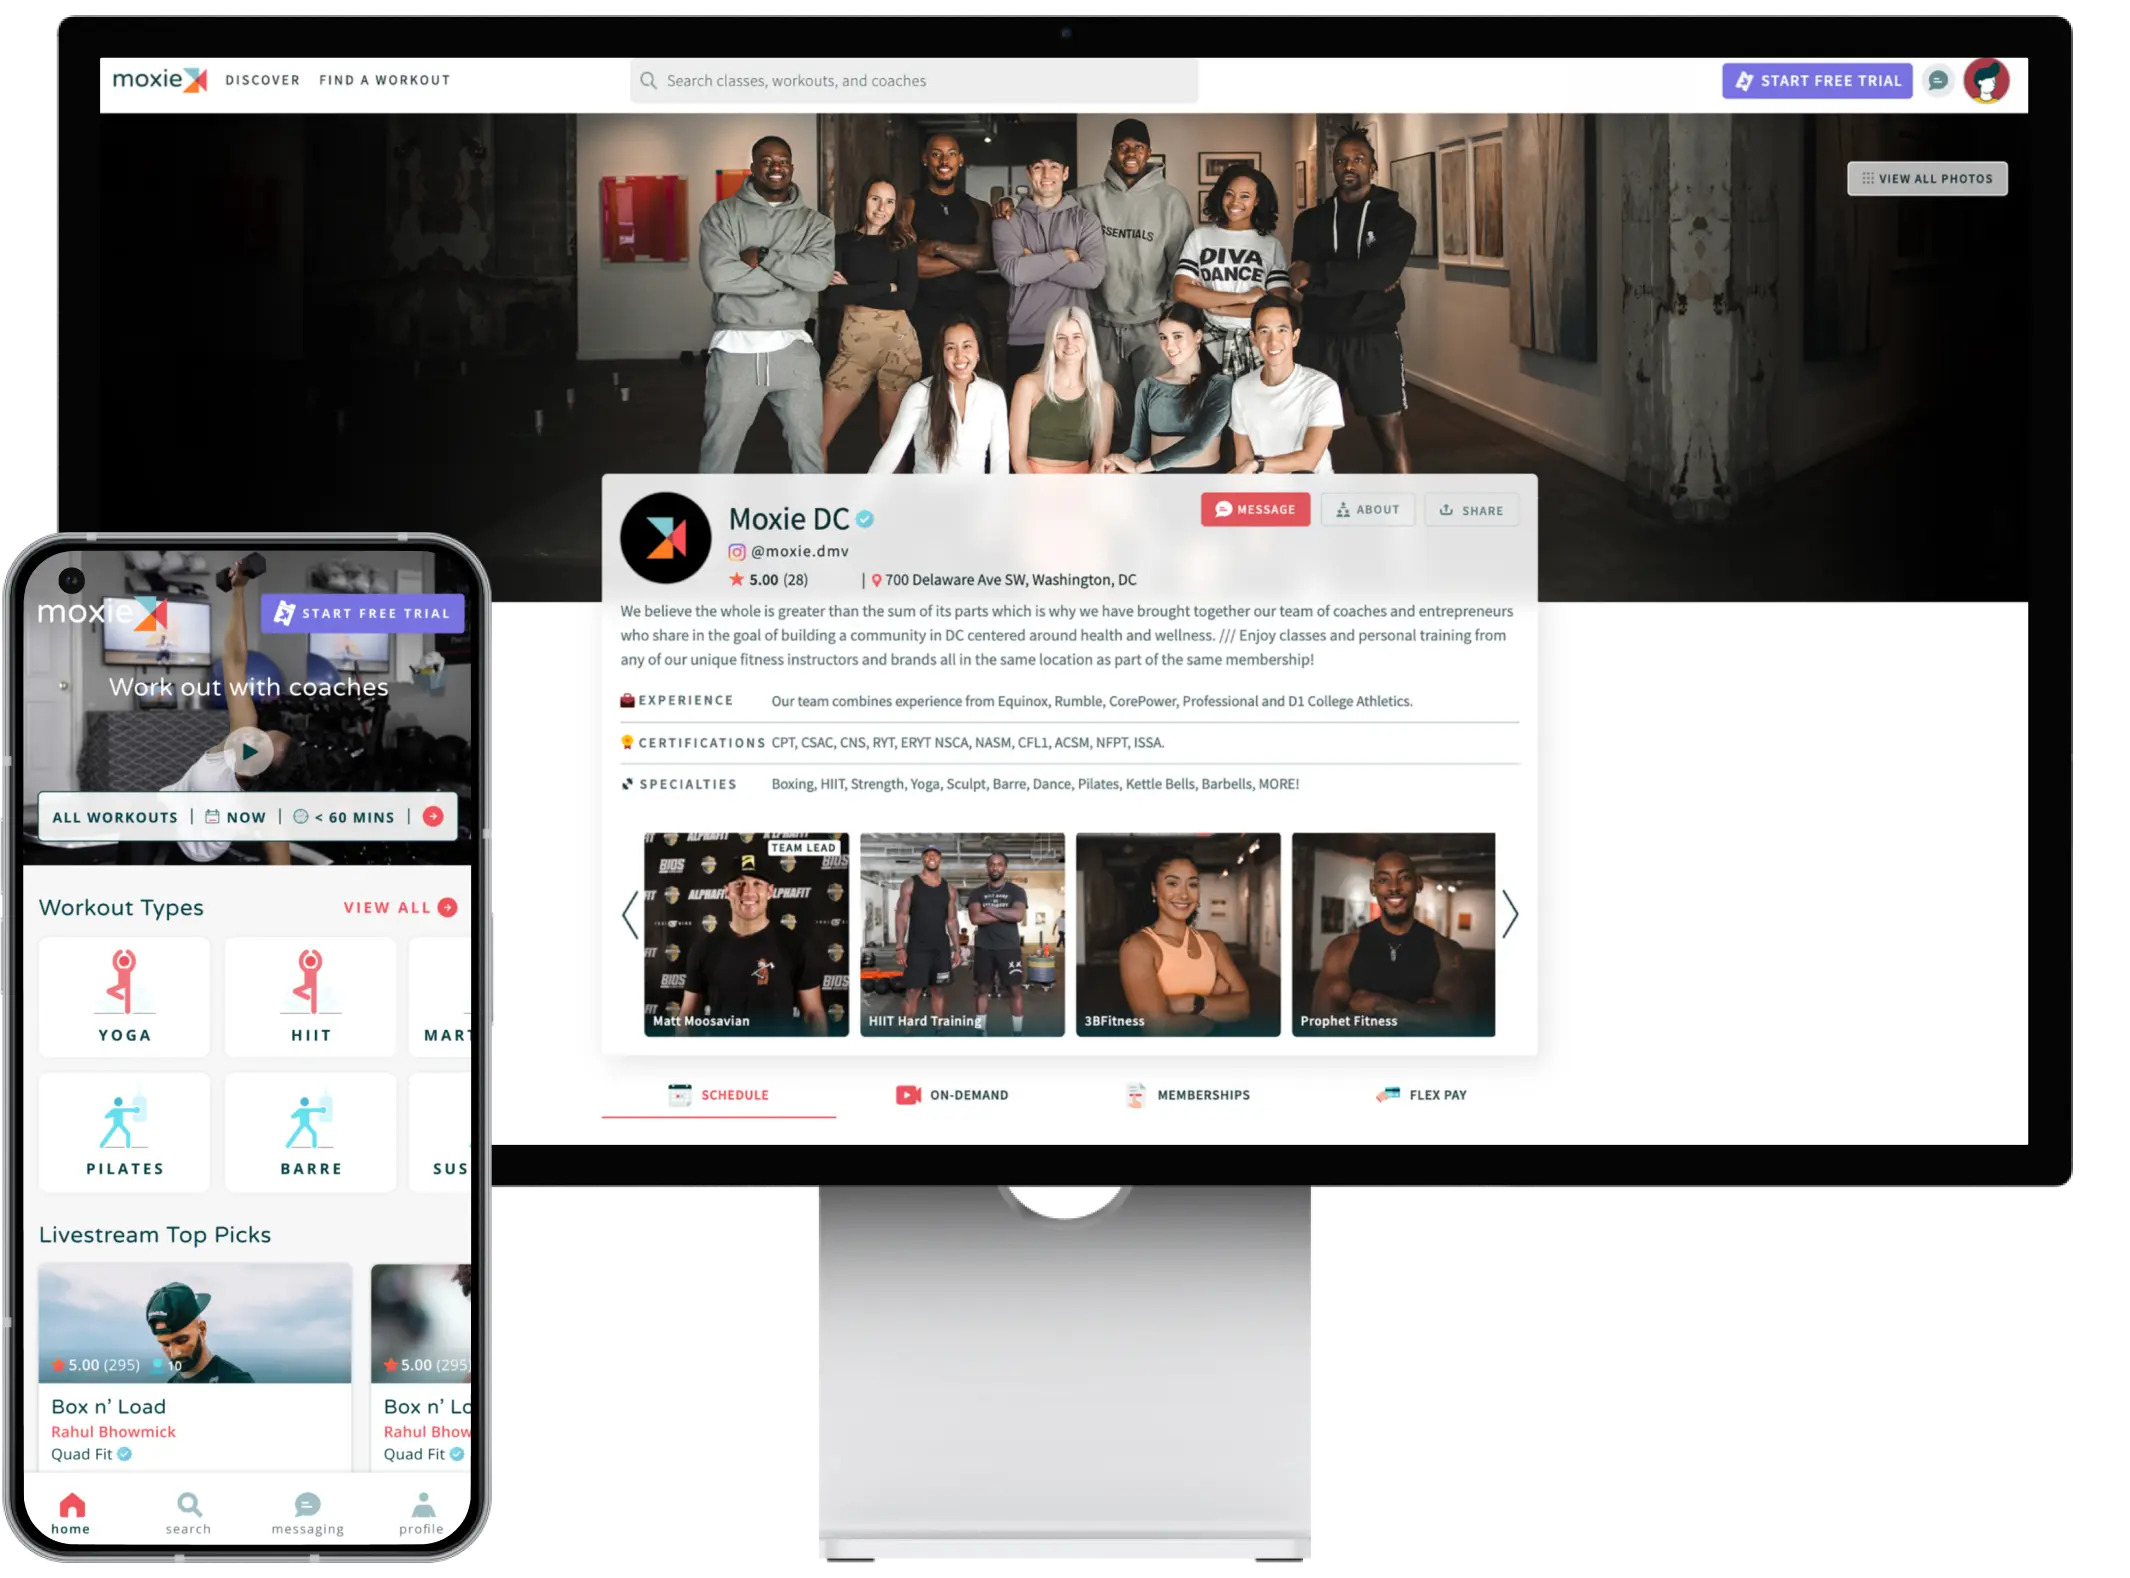 moxie DISCOVER FIND A WORKOUT
Search classes, workouts, and coaches
START FREE TRIAL
VIEW ALL PHOTOS
SSENTIALS
DIVA
DANCE
Moxie DC
@moxie.dmv
5.00 (28) | 700 Delaware Ave SW, Washington, DC
MESSAGE
ABOUT
SHARE
We believe the whole is greater than the sum of its parts which is why we have brought together our team of coaches and entrepreneurs
who share in the goal of building a community in DC centered around health and wellness. /// Enjoy classes and personal training from
any of our unique fitness instructors and brands all in the same location as part of the same membership!
EXPERIENCE Our team combines experience from Equinox, Rumble, CorePower, Professional and D1 College Athletics.
CERTIFICATIONS CPT, CSAC, CNS, RYT, ERYT NSCA, NASM, CFL1, ACSM, NFPT, ISSA.
SPECIALTIES Boxing, HIIT, Strength, Yoga, Sculpt, Barre, Dance, Pilates, Kettle Bells, Barbells, MORE!
TEAM LEAD
BIOS
BIOS
FIT ALPHAFIT ALPHAFIT
BIOS
BIOS
Matt Moosavian
HIIT Hard Training
3BFitness
Prophet Fitness
SCHEDULE
ON-DEMAND
MEMBERSHIPS
FLEX PAY
moxie
START FREE TRIAL
Work out with coaches
ALL WORKOUTS | NOW | < 60 MINS |
Workout Types
VIEW ALL
YOGA
HIIT
MART
PILATES
BARRE
SUS
Livestream Top Picks
5.00 (295) 10
5.00 (295)
Box n' Load
Rahul Bhowmick
Quad Fit
Box n' Lo
Rahul Bhow
Quad Fit
home
search
messaging
profile